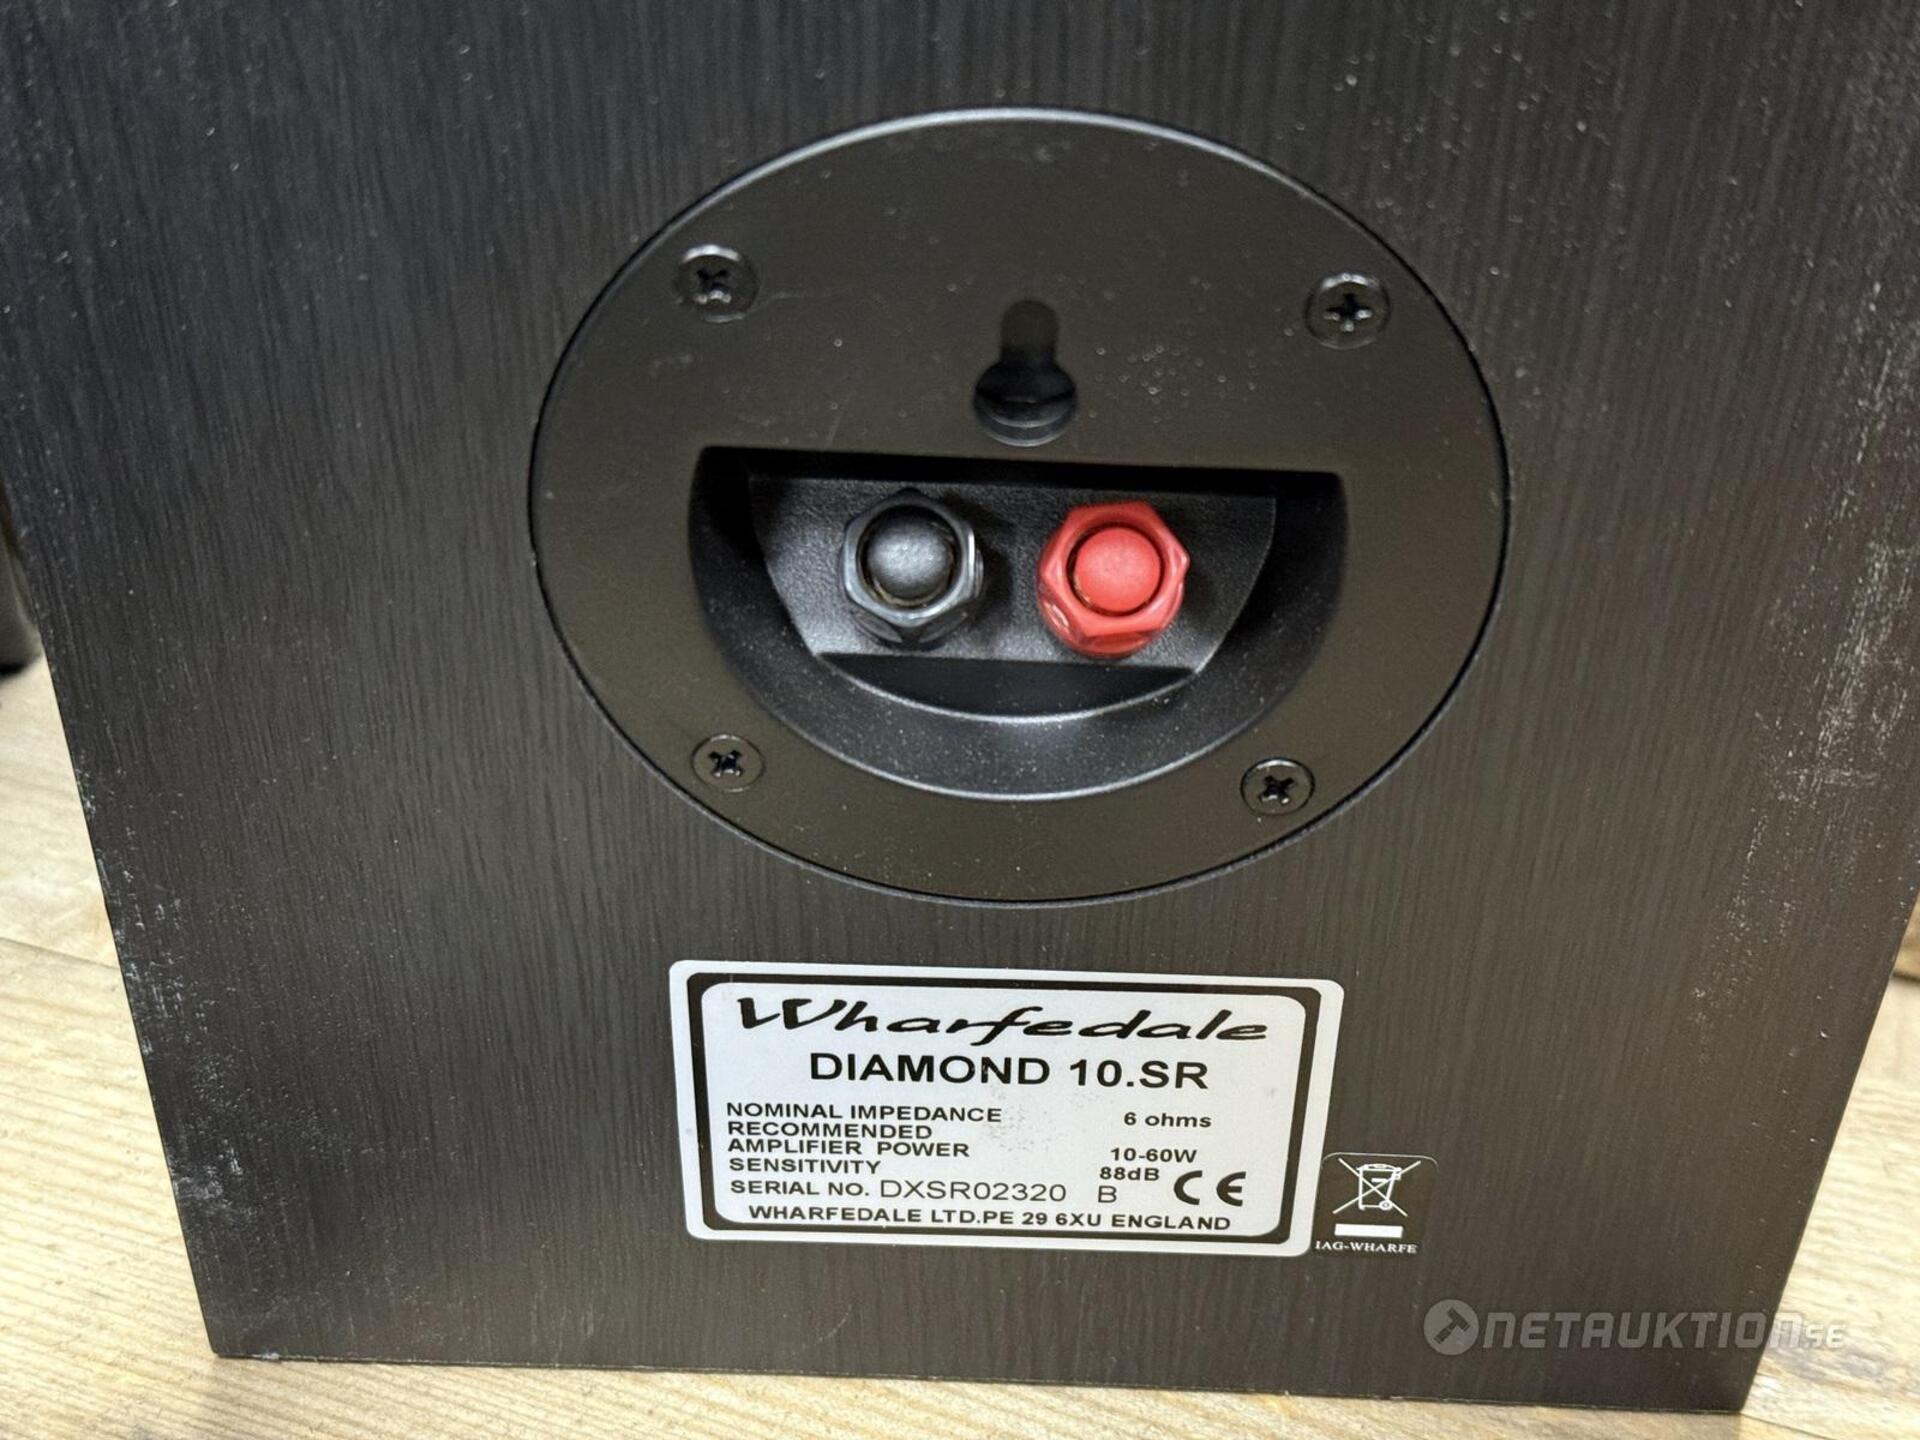 Wharfedale
DIAMOND 10.SR
NOMINAL IMPEDANCE 6 ohms
RECOMMENDED
AMPLIFIER POWER 10-60W
SENSITIVITY 88dB
SERIAL NO. DXSR02320 B CE
WHARFEDALE LTD.PE 29 6XU ENGLAND
IAG-WHARFE
NETAUKTION.SE